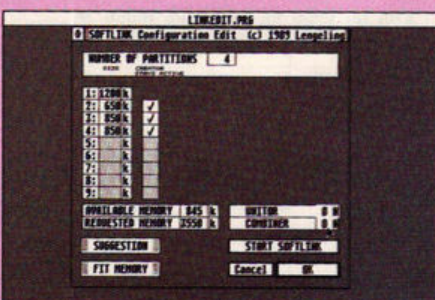 LINKEDIT.PRG
SOFTLINK Configuration Edit (c) 1989 Lengeling
NUMBER OF PARTITIONS 4
1: 1200 k
2: 650 k ✓
3: 850 k ✓
4: 850 k ✓
5: k
6: k
7: k
8: k
9: k
AVAILABLE MEMORY 845 k
REQUESTED MEMORY 3550 k
SUGGESTION
FIT MEMORY
COMBINER
START SOFTLINK
Cancel OK